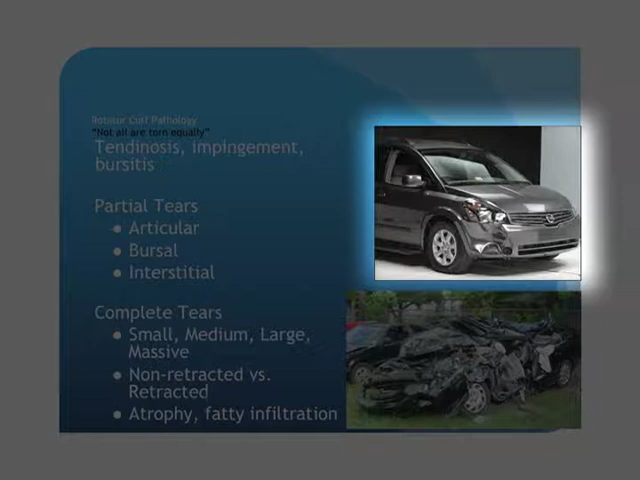 Rotator Cuff Pathology
"Not all are torn equally"
Tendinosis, impingement,
bursitis
Partial Tears
● Articular
● Bursal
● Interstitial
Complete Tears
● Small, Medium, Large,
Massive
● Non-retracted vs.
Retracted
● Atrophy, fatty infiltration